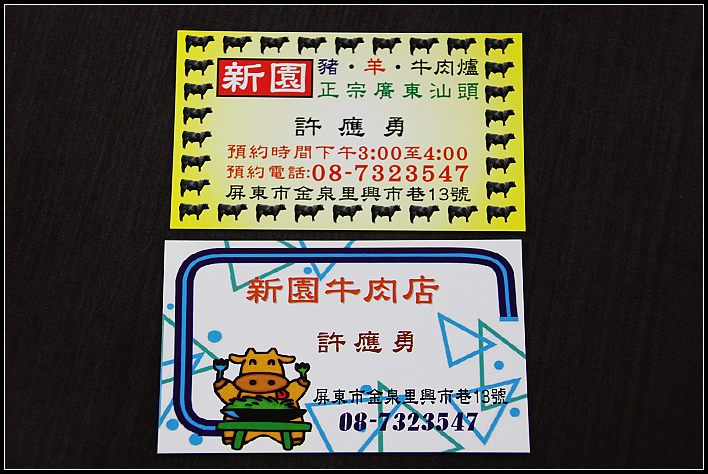 新園 豬・羊・牛肉爐
正宗廣東汕頭
許應勇
預約時間下午3:00至4:00
預約電話:08-7323547
屏東市金泉里興市巷13號
新園牛肉店
許應勇
屏東市金泉里興市巷13號
08-7323547